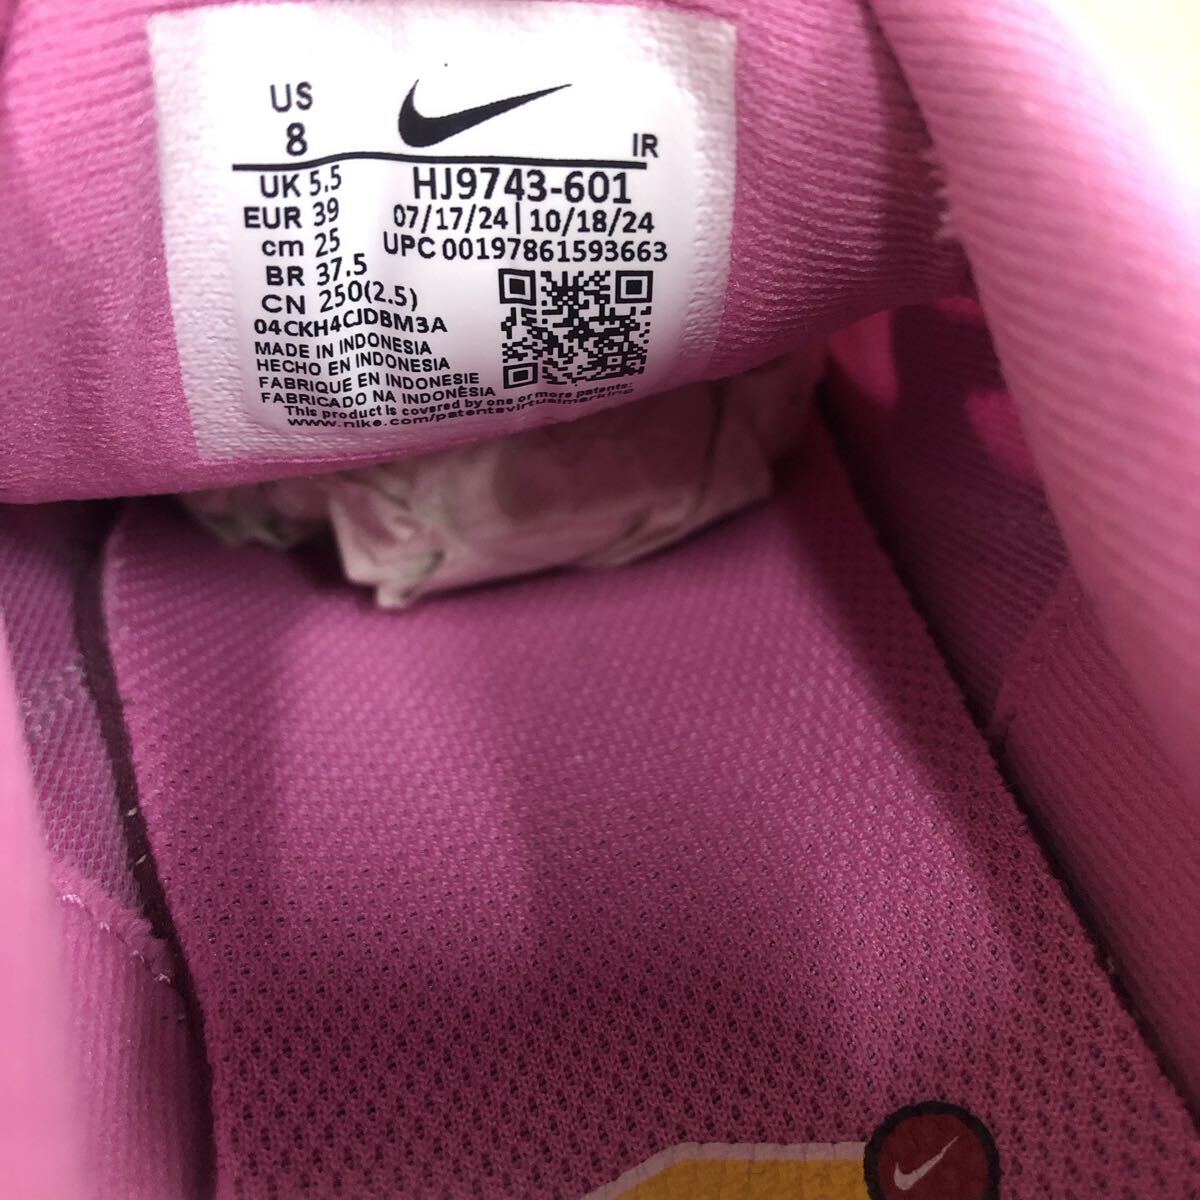 US
8
IR
UK 5.5
HJ9743-601
EUR 39
07/17/24 | 10/18/24
cm 25
UPC 00197861593663
BR 37.5
CN 250(2.5)
04CKH4CJDBM3A
MADE IN INDONESIA
HECHO EN INDONESIA
FABRIQUE EN INDONESIE
FABRICADO NA INDONÉSIA
This product is covered by one or more patents:
www.nike.com/patentsvirtualmarking